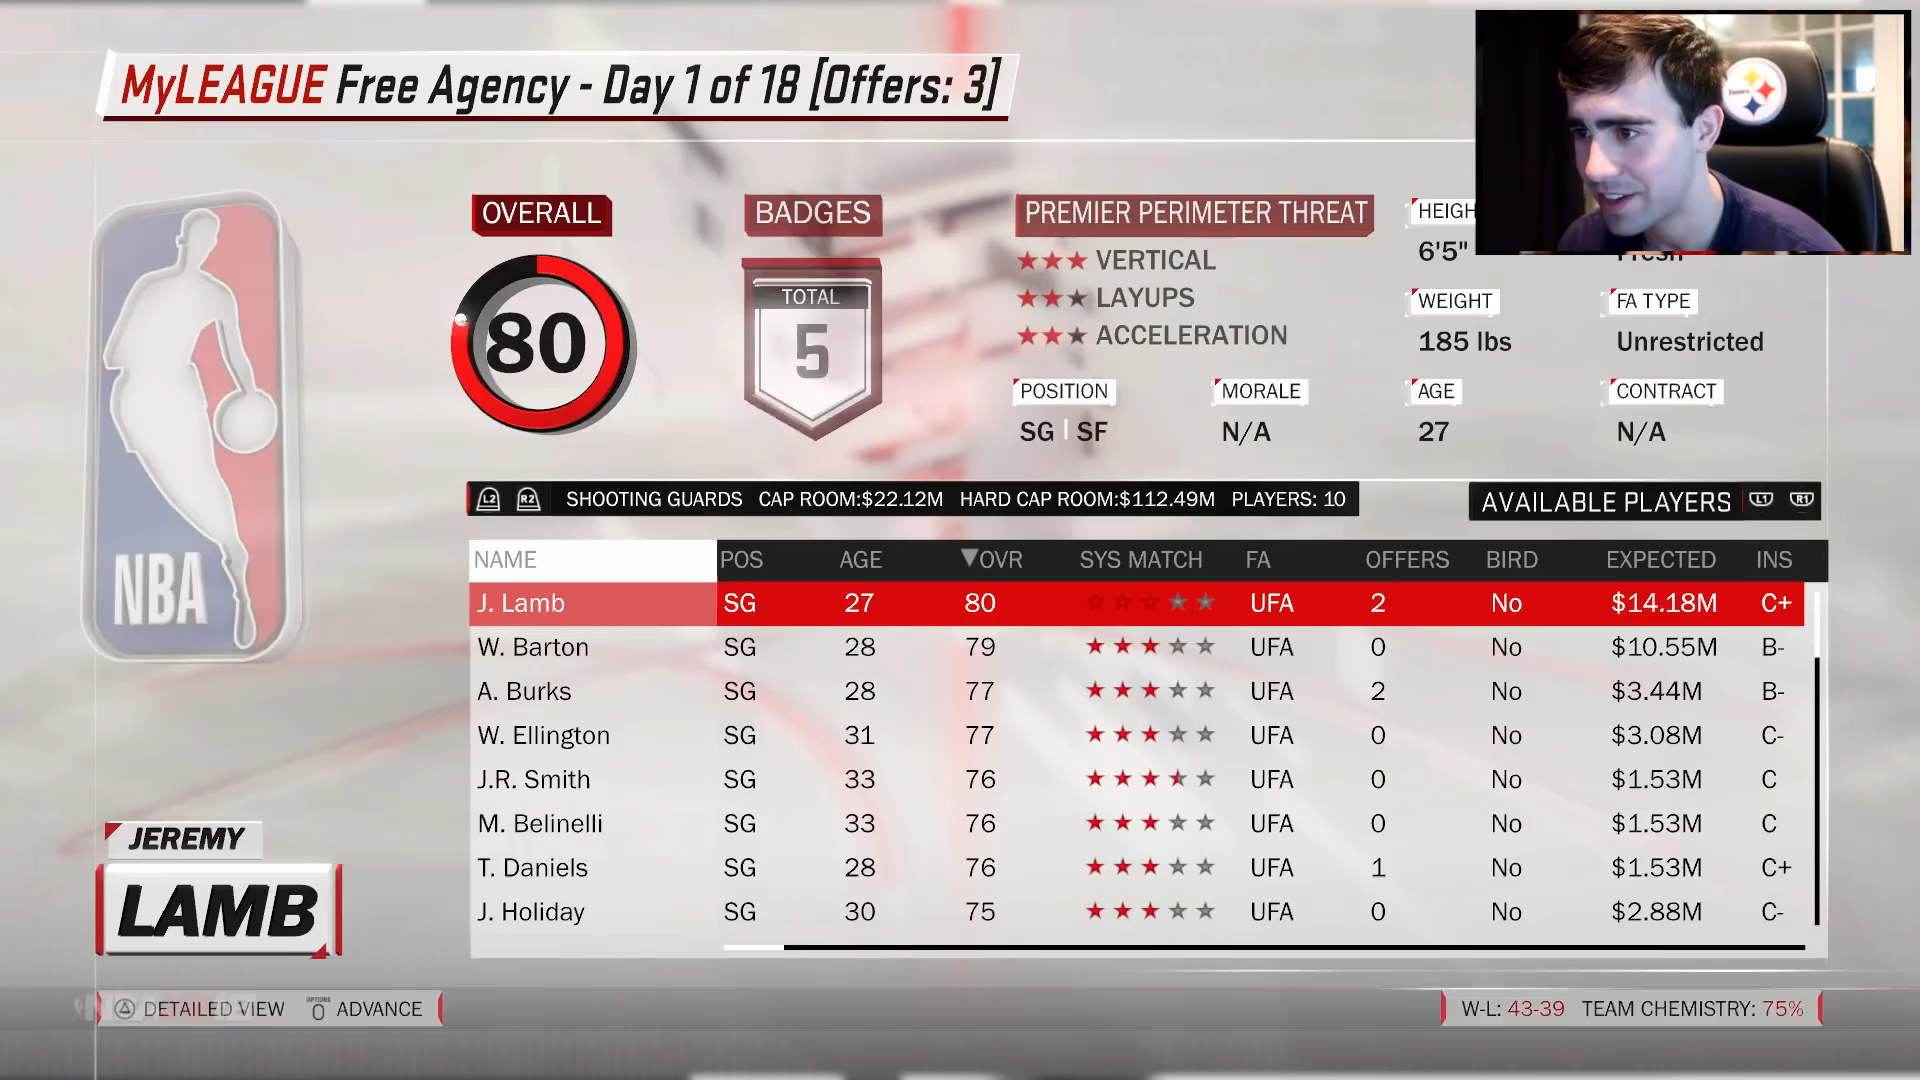 MyLEAGUE Free Agency - Day 1 of 18 [Offers: 3]
OVERALL
80
BADGES
TOTAL
5
PREMIER PERIMETER THREAT
★★★ VERTICAL
★★★ LAYUPS
★★★ ACCELERATION
POSITION
SG | SF
MORALE
N/A
HEIGH
6'5"
WEIGHT
185 lbs
FA TYPE
Unrestricted
AGE
27
CONTRACT
N/A
NBA
Steelers
L2 R2 SHOOTING GUARDS CAP ROOM:$22.12M HARD CAP ROOM:$112.49M PLAYERS: 10
AVAILABLE PLAYERS L1 R1
NAME POS AGE ▼OVR SYS MATCH FA OFFERS BIRD EXPECTED INS
J. Lamb SG 27 80 ☆☆☆★★ UFA 2 No $14.18M C+
W. Barton SG 28 79 ★★★★★ UFA 0 No $10.55M B-
A. Burks SG 28 77 ★★★★★ UFA 2 No $3.44M B-
W. Ellington SG 31 77 ★★★★★ UFA 0 No $3.08M C-
J.R. Smith SG 33 76 ★★★★★ UFA 0 No $1.53M C
M. Belinelli SG 33 76 ★★★★★ UFA 0 No $1.53M C
T. Daniels SG 28 76 ★★★★★ UFA 1 No $1.53M C+
J. Holiday SG 30 75 ★★★★★ UFA 0 No $2.88M C-
JEREMY
LAMB
DETAILED VIEW OPTIONS ADVANCE
W-L: 43-39 TEAM CHEMISTRY: 75%